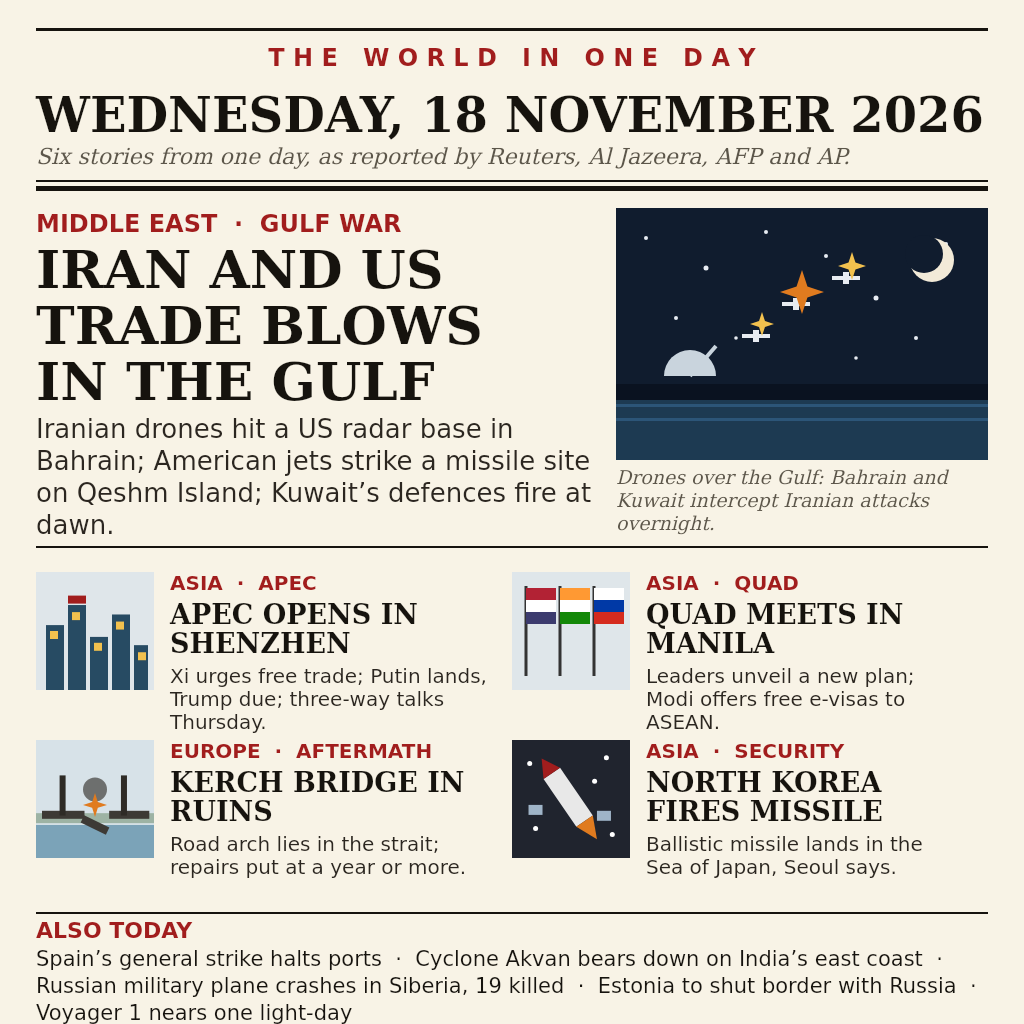 THE WORLD IN ONE DAY
WEDNESDAY, 18 NOVEMBER 2026
Six stories from one day, as reported by Reuters, Al Jazeera, AFP and AP.
MIDDLE EAST · GULF WAR
IRAN AND US
TRADE BLOWS
IN THE GULF
Iranian drones hit a US radar base in
Bahrain; American jets strike a missile site
on Qeshm Island; Kuwait’s defences fire at
dawn.
Drones over the Gulf: Bahrain and
Kuwait intercept Iranian attacks
overnight.
ASIA · APEC
APEC OPENS IN
SHENZHEN
Xi urges free trade; Putin lands,
Trump due; three-way talks
Thursday.
ASIA · QUAD
QUAD MEETS IN
MANILA
Leaders unveil a new plan;
Modi offers free e-visas to
ASEAN.
EUROPE · AFTERMATH
KERCH BRIDGE IN
RUINS
Road arch lies in the strait;
repairs put at a year or more.
ASIA · SECURITY
NORTH KOREA
FIRES MISSILE
Ballistic missile lands in the
Sea of Japan, Seoul says.
ALSO TODAY
Spain’s general strike halts ports · Cyclone Akvan bears down on India’s east coast ·
Russian military plane crashes in Siberia, 19 killed · Estonia to shut border with Russia ·
Voyager 1 nears one light-day